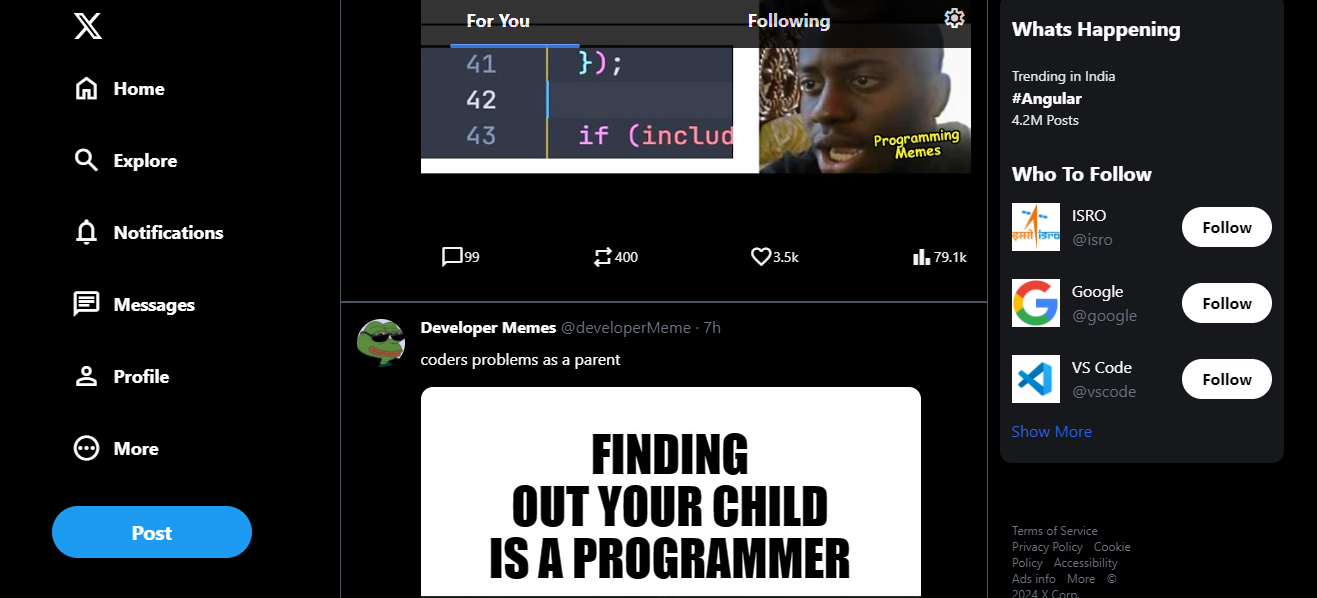 Home
Explore
Notifications
Messages
Profile
More
Post
For You
Following
41 });
42
43 if (includ
Programming
Memes
99
400
3.5k
79.1k
Developer Memes @developerMeme · 7h
coders problems as a parent
FINDING
OUT YOUR CHILD
IS A PROGRAMMER
Whats Happening
Trending in India
#Angular
4.2M Posts
Who To Follow
इसरो isro
ISRO
@isro
Follow
Google
@google
Follow
VS Code
@vscode
Follow
Show More
Terms of Service
Privacy Policy Cookie
Policy Accessibility
Ads info More ©
2024 X Corp.